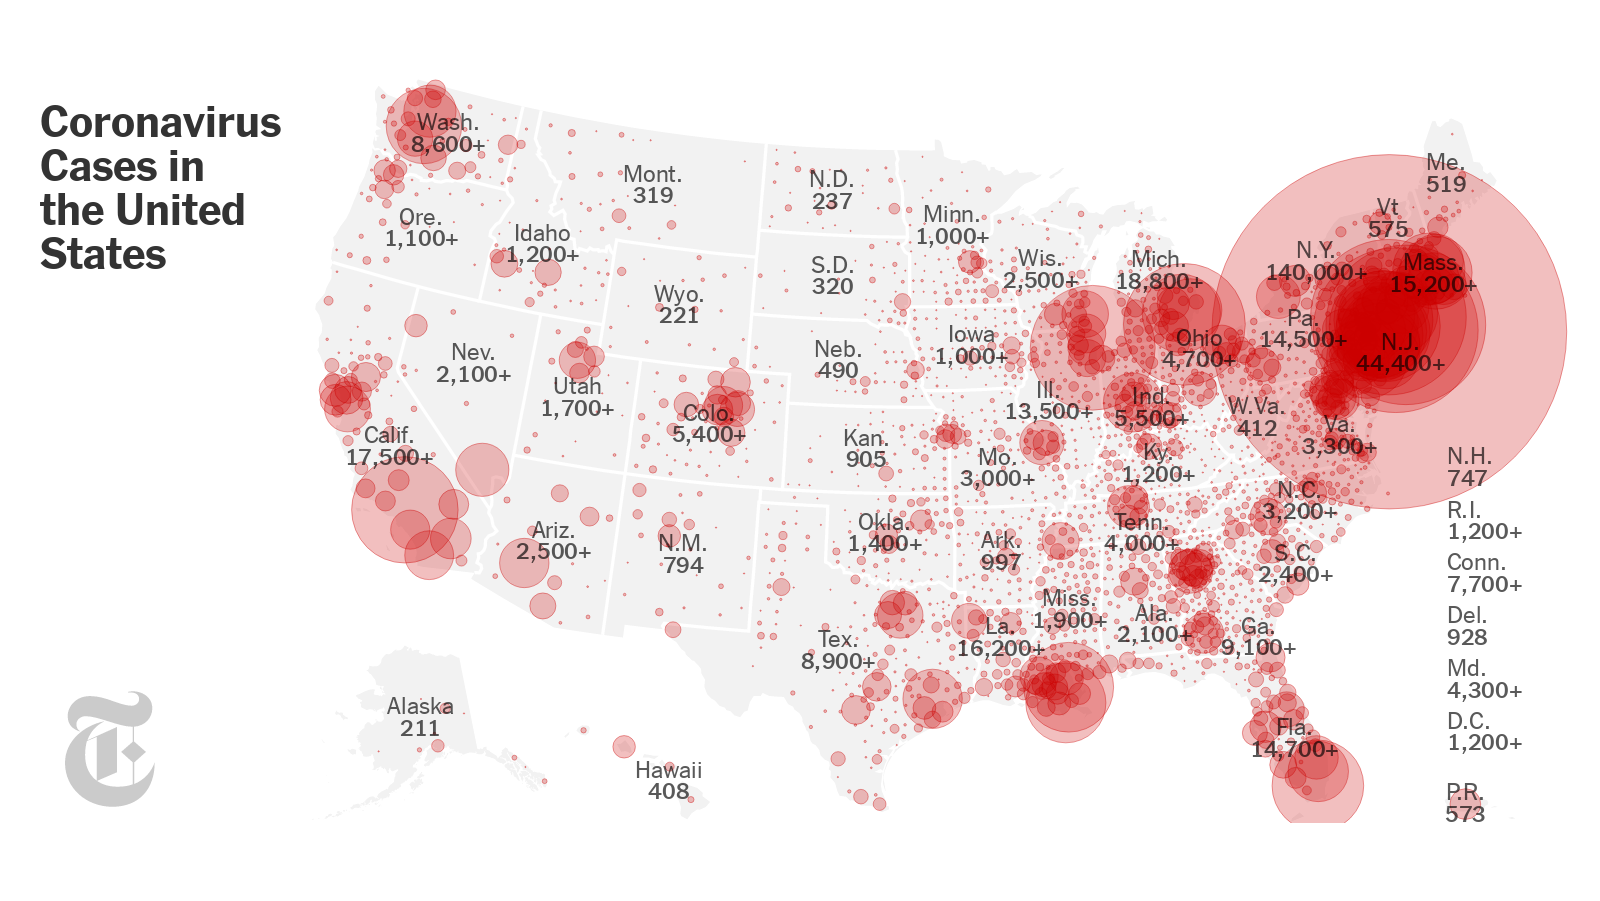 Coronavirus
Cases in
the United
States
Wash.
8,600+
Ore.
1,100+
Idaho
1,200+
Mont.
319
N.D.
237
Minn.
1,000+
Wis.
2,500+
Mich.
18,800+
Me.
519
Vt
575
N.Y.
140,000+
Mass.
15,200+
S.D.
320
Wyo.
221
Nev.
2,100+
Utah
1,700+
Colo.
5,400+
Neb.
490
Iowa
1,000+
Ohio
4,700+
Pa.
14,500+
N.J.
44,400+
Ill.
13,500+
Ind.
5,500+
W.Va.
412
Va.
3,300+
Calif.
17,500+
Kan.
905
Mo.
3,000+
Ky.
1,200+
N.H.
747
R.I.
1,200+
Conn.
7,700+
Del.
928
Md.
4,300+
D.C.
1,200+
P.R.
573
Ariz.
2,500+
N.M.
794
Okla.
1,400+
Ark.
997
Tenn.
4,000+
N.C.
3,200+
S.C.
2,400+
Tex.
8,900+
La.
16,200+
Miss.
1,900+
Ala.
2,100+
Ga.
9,100+
Fla.
14,700+
Alaska
211
Hawaii
408
T